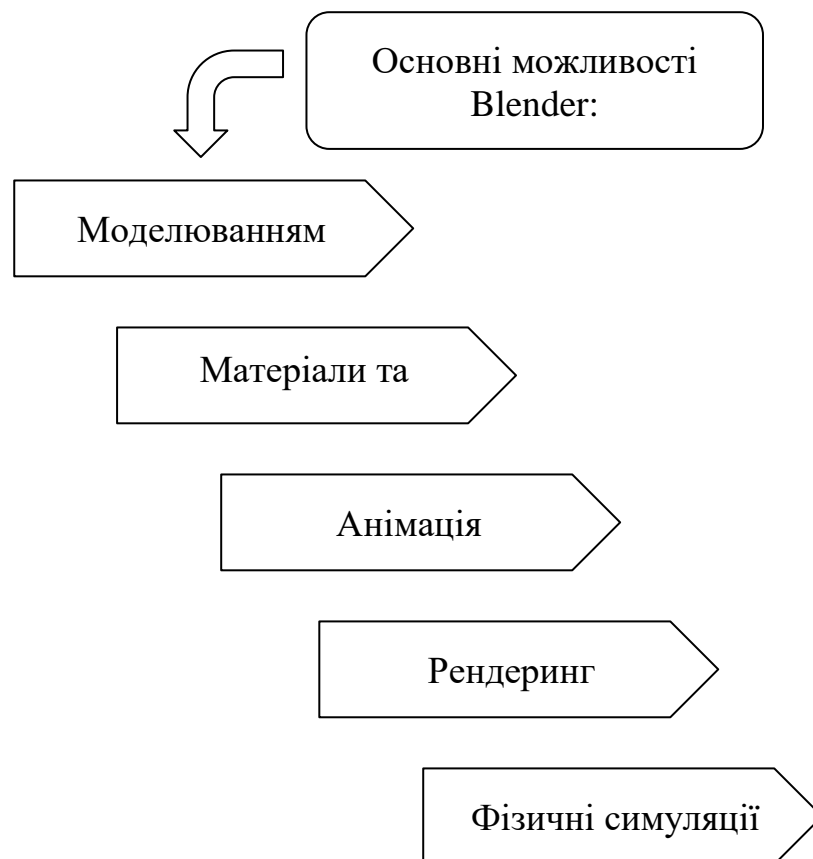 Основні можливості
Blender:
Моделюванням
Матеріали та
Анімація
Рендеринг
Фізичні симуляції